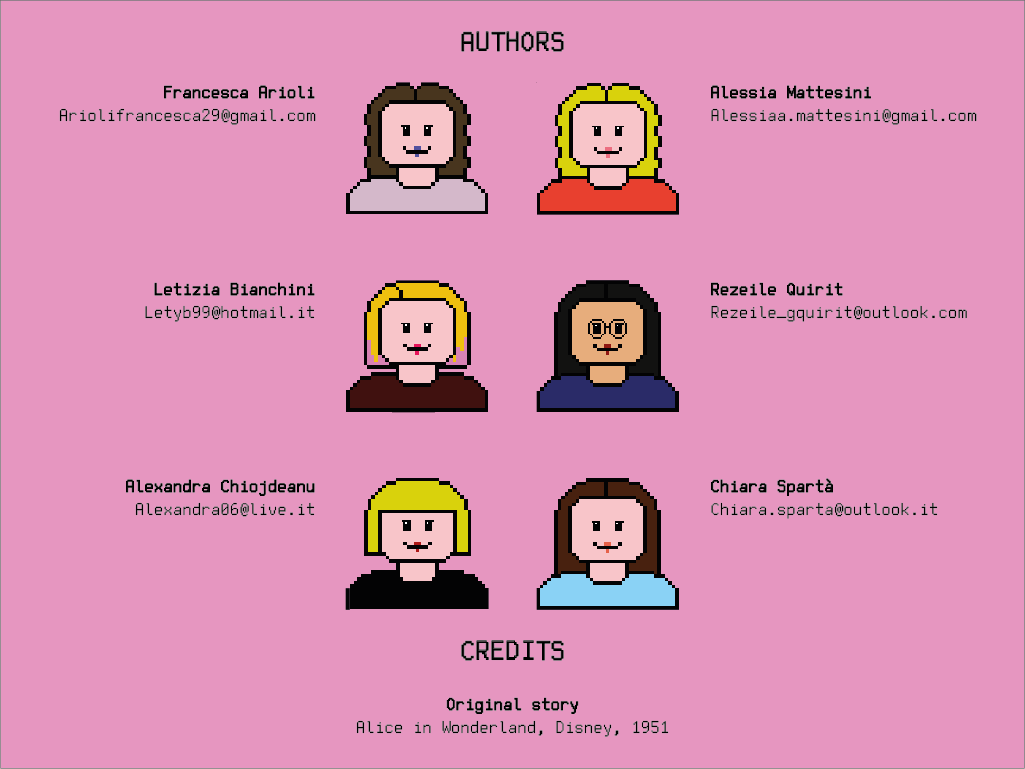 AUTHORS
Francesca Arioli
Ariolifrancesca29@gmail.com
Alessia Mattesini
Alessiaa.mattesini@gmail.com
Letizia Bianchini
Letyb99@hotmail.it
Rezeile Quirit
Rezeile_gquirit@outlook.com
Alexandra Chiojdeanu
Alexandra06@live.it
Chiara Spartà
Chiara.sparta@outlook.it
CREDITS
Original story
Alice in Wonderland, Disney, 1951